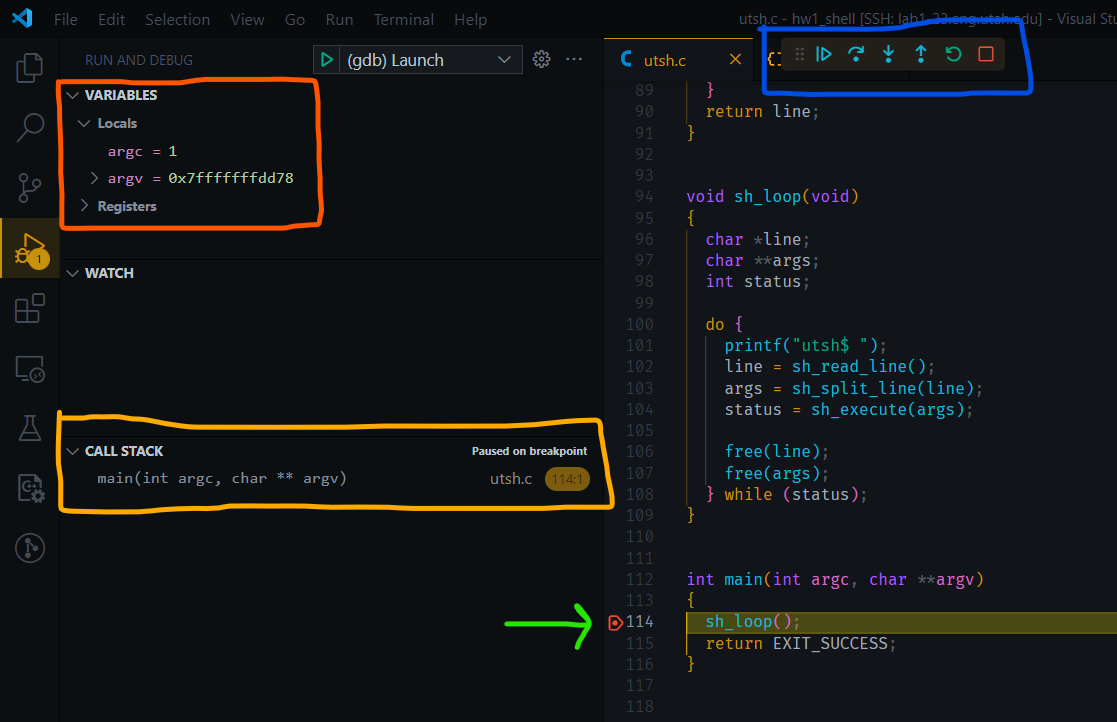 File Edit Selection View Go Run Terminal Help
RUN AND DEBUG
(gdb) Launch
VARIABLES
Locals
argc = 1
argv = 0x7fffffffdd78
Registers
WATCH
CALL STACK Paused on breakpoint
main(int argc, char ** argv) utsh.c 114:1
1
utsh.c - hw1_shell [SSH: lab1- .eng.utah.edu] - Visual Stu
utsh.c
89 }
90 return line;
91 }
92
93
94 void sh_loop(void)
95 {
96 char *line;
97 char **args;
98 int status;
99
100 do {
101 printf("utsh$ ");
102 line = sh_read_line();
103 args = sh_split_line(line);
104 status = sh_execute(args);
105
106 free(line);
107 free(args);
108 } while (status);
109 }
110
111
112 int main(int argc, char **argv)
113 {
114 sh_loop();
115 return EXIT_SUCCESS;
116 }
117
118